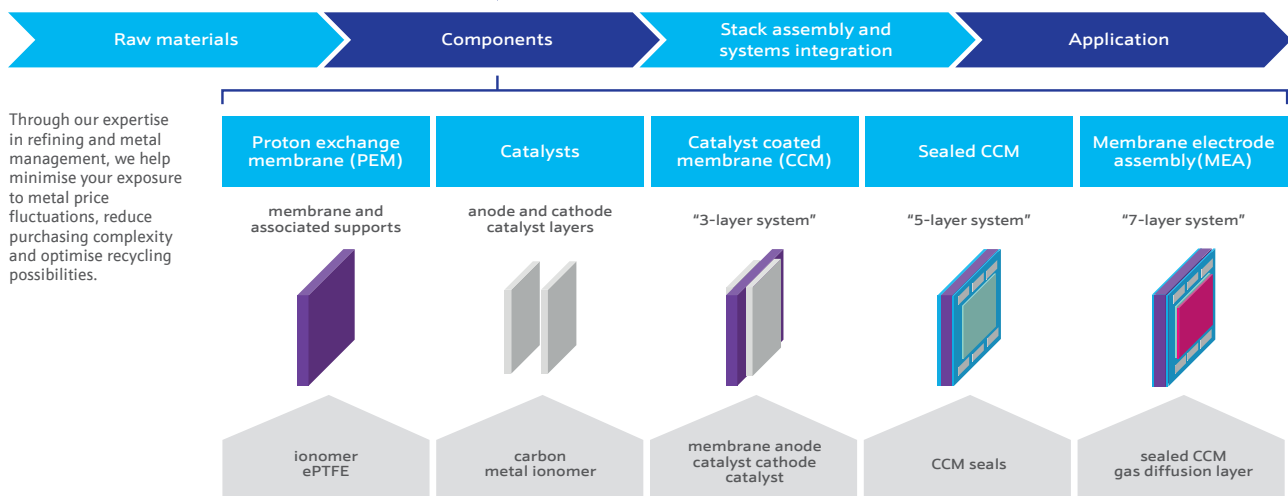 Raw materials
Components
Stack assembly and
systems integration
Application
Through our expertise
in refining and metal
management, we help
minimise your exposure
to metal price
fluctuations, reduce
purchasing complexity
and optimise recycling
possibilities.
Proton exchange
membrane (PEM)
Catalysts
Catalyst coated
membrane (CCM)
Sealed CCM
Membrane electrode
assembly(MEA)
membrane and
associated supports
anode and cathode
catalyst layers
“3-layer system”
“5-layer system”
“7-layer system”
ionomer
ePTFE
carbon
metal ionomer
membrane anode
catalyst cathode
catalyst
CCM seals
sealed CCM
gas diffusion layer